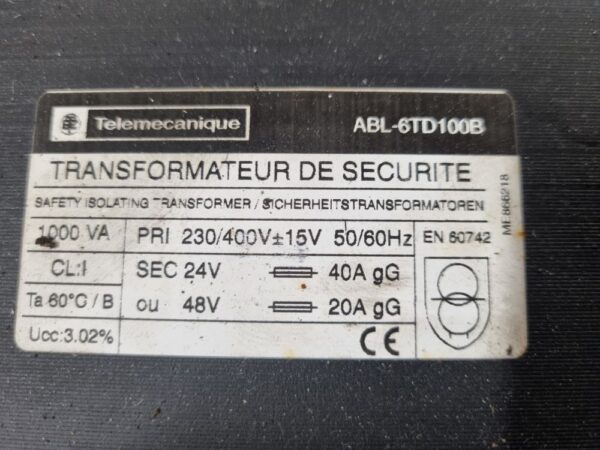 Telemecanique ABL-6TD100B
TRANSFORMATEUR DE SECURITE
SAFETY ISOLATING TRANSFORMER / SICHERHEITSTRANSFORMATOREN
1000 VA PRI 230/400V±15V 50/60Hz EN 60742
CL:I SEC 24V 40A gG
Ta 60°C / B ou 48V 20A gG
Ucc:3.02% CE
ME866218